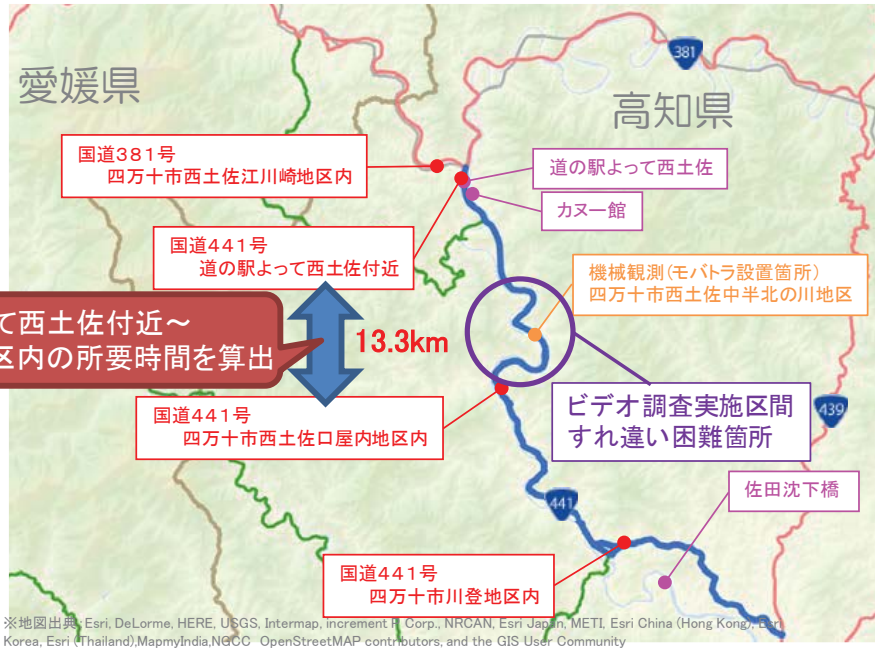 381
愛媛県
高知県
国道381号
四万十市西土佐江川崎地区内
道の駅よって西土佐
カヌー館
国道441号
道の駅よって西土佐付近
機械観測(モバトラ設置箇所)
四万十市西土佐中半北の川地区
て西土佐付近～
区内の所要時間を算出
13.3km
国道441号
四万十市西土佐口屋内地区内
ビデオ調査実施区間
すれ違い困難箇所
439
佐田沈下橋
441
国道441号
四万十市川登地区内
※地図出典:Esri, DeLorme, HERE, USGS, Intermap, increment P Corp., NRCAN, Esri Japan, METI, Esri China (Hong Kong), Esri
Korea, Esri (Thailand),MapmyIndia,NGCC OpenStreetMAP contributors, and the GIS User Community